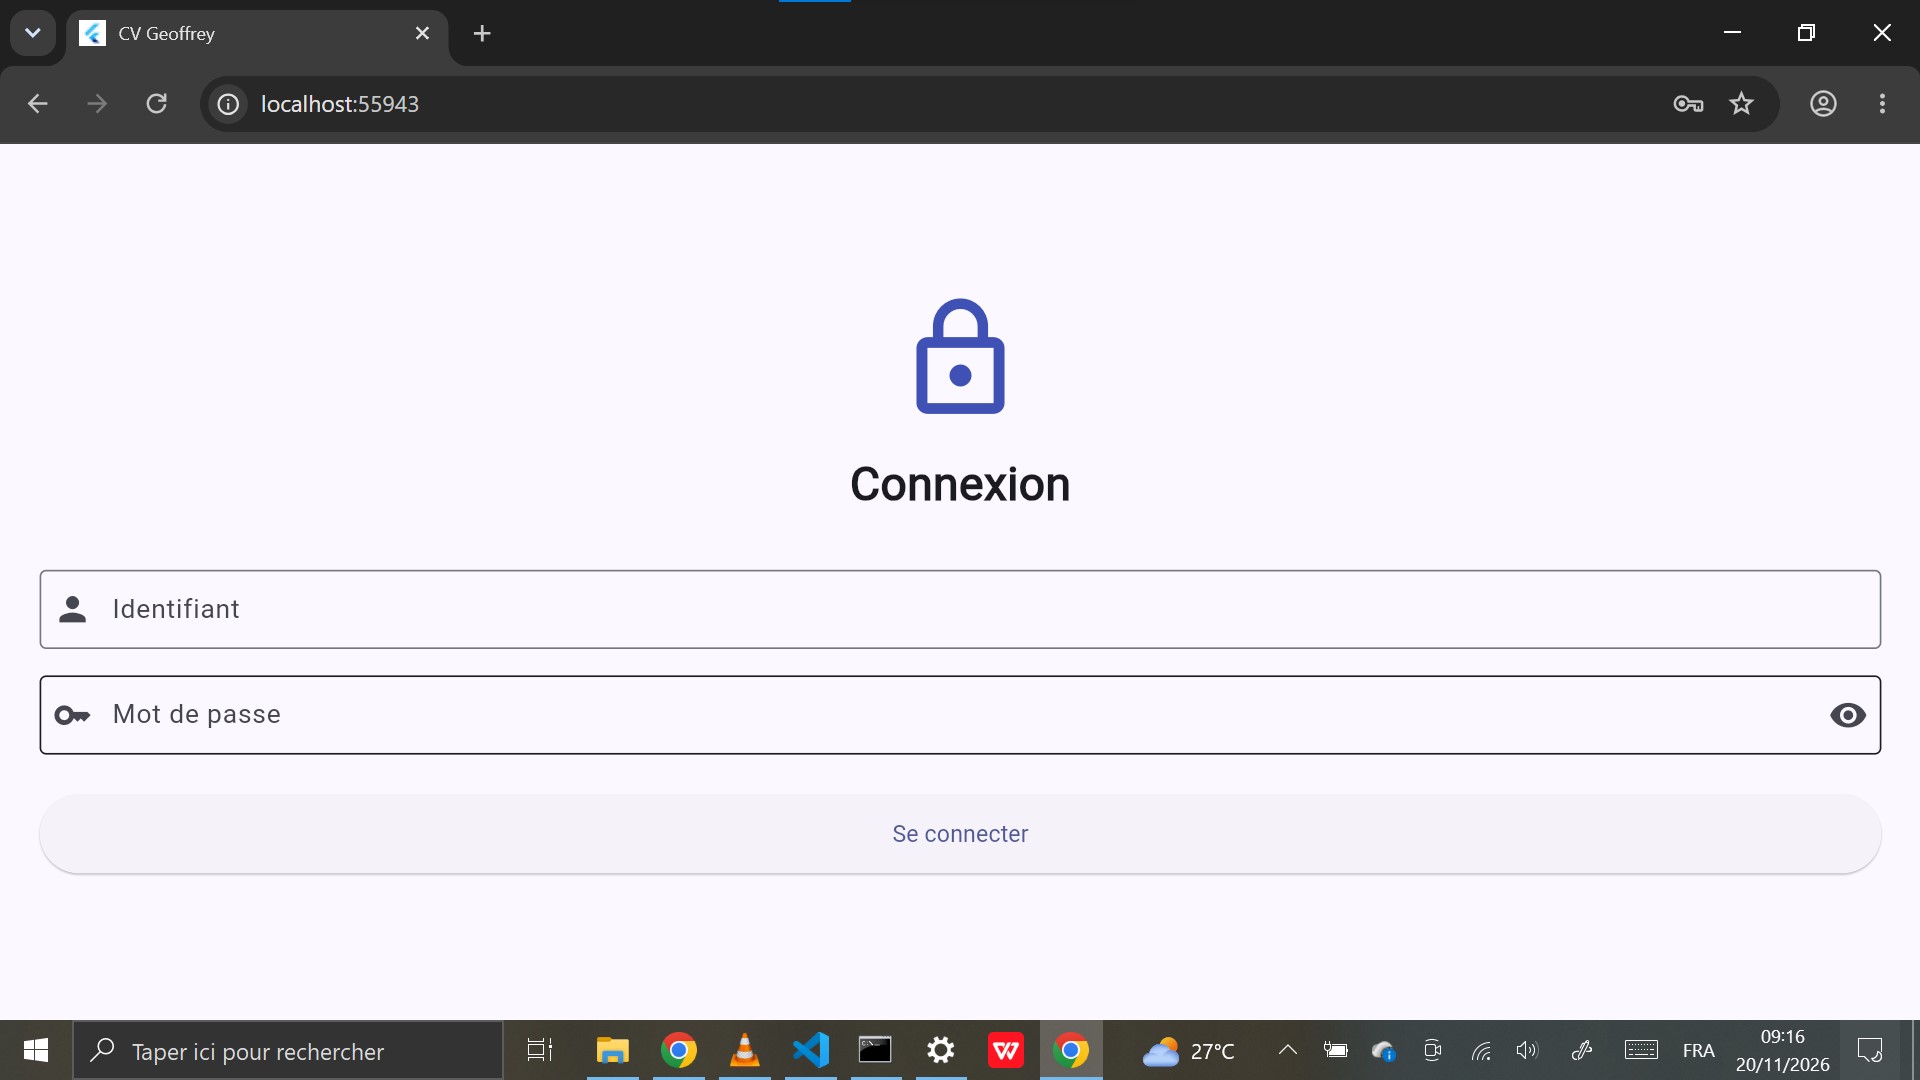 CV Geoffrey
localhost:55943
Connexion
Identifiant
Mot de passe
Se connecter
Taper ici pour rechercher
27°C
FRA
09:16
20/11/2026